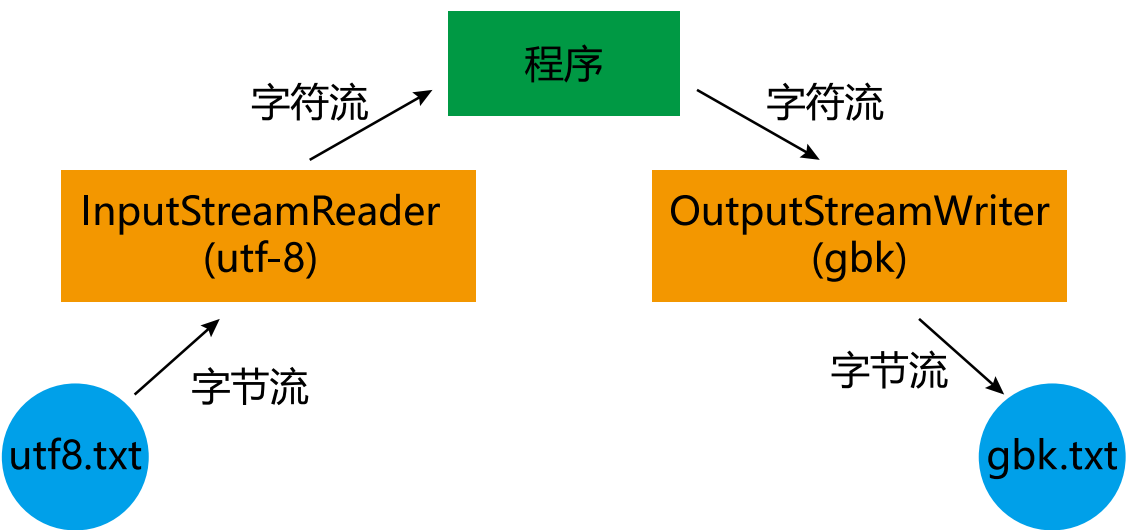 程序
字符流
字符流
InputStreamReader
(utf-8)
OutputStreamWriter
(gbk)
字节流
字节流
utf8.txt
gbk.txt